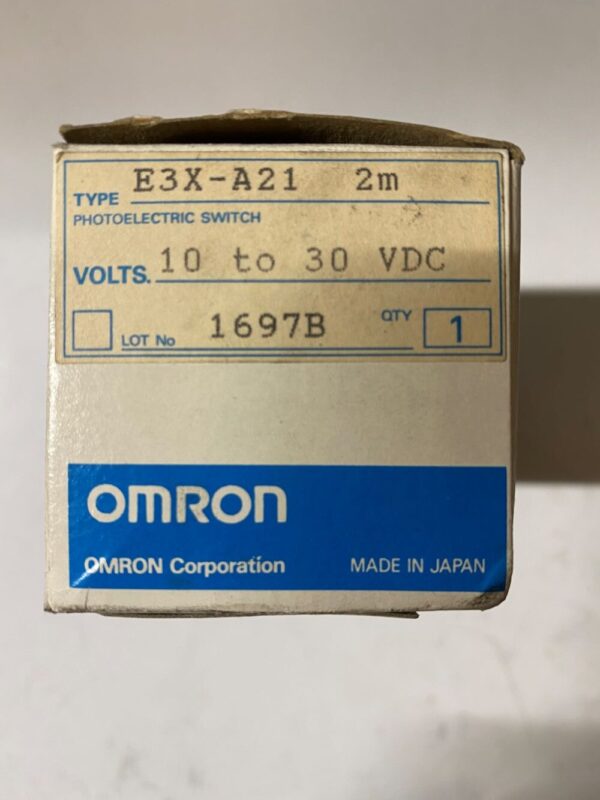 TYPE E3X-A21 2m
PHOTOELECTRIC SWITCH
VOLTS. 10 to 30 VDC
LOT No 1697B QTY 1
OMRON
OMRON Corporation MADE IN JAPAN